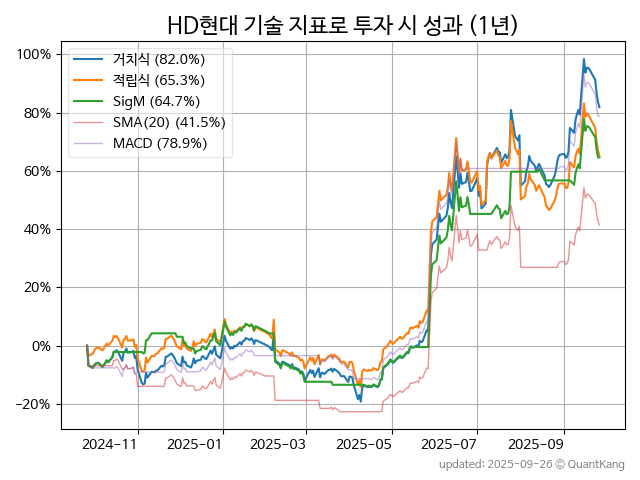 HD현대 기술 지표로 투자 시 성과 (1년)
거치식 (82.0%)
적립식 (65.3%)
SigM (64.7%)
SMA(20) (41.5%)
MACD (78.9%)
100%
80%
60%
40%
20%
0%
−20%
2024-11
2025-01
2025-03
2025-05
2025-07
2025-09
updated: 2025-09-26 © QuantKang